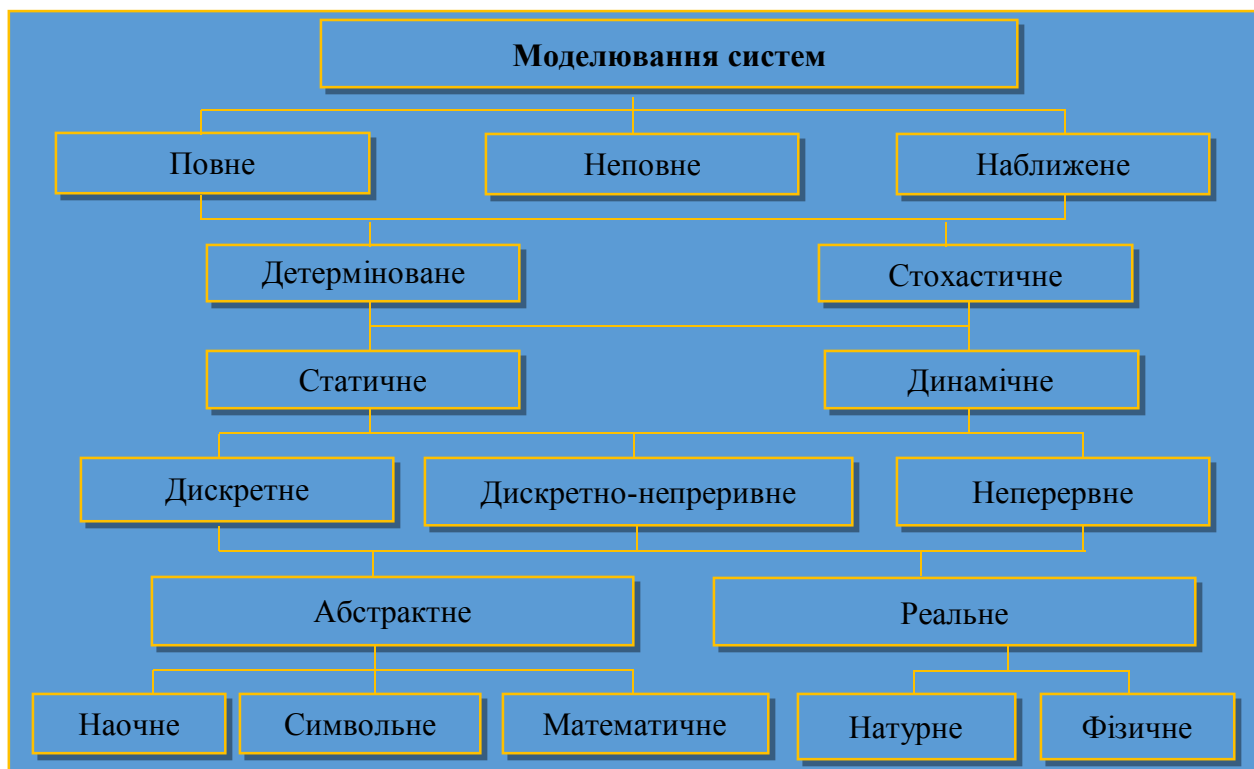 Моделювання систем
Повне
Неповне
Наближене
Детерміноване
Стохастичне
Статичне
Динамічне
Дискретне
Дискретно-непреривне
Неперервне
Абстрактне
Реальне
Наочне
Символьне
Математичне
Натурне
Фізичне